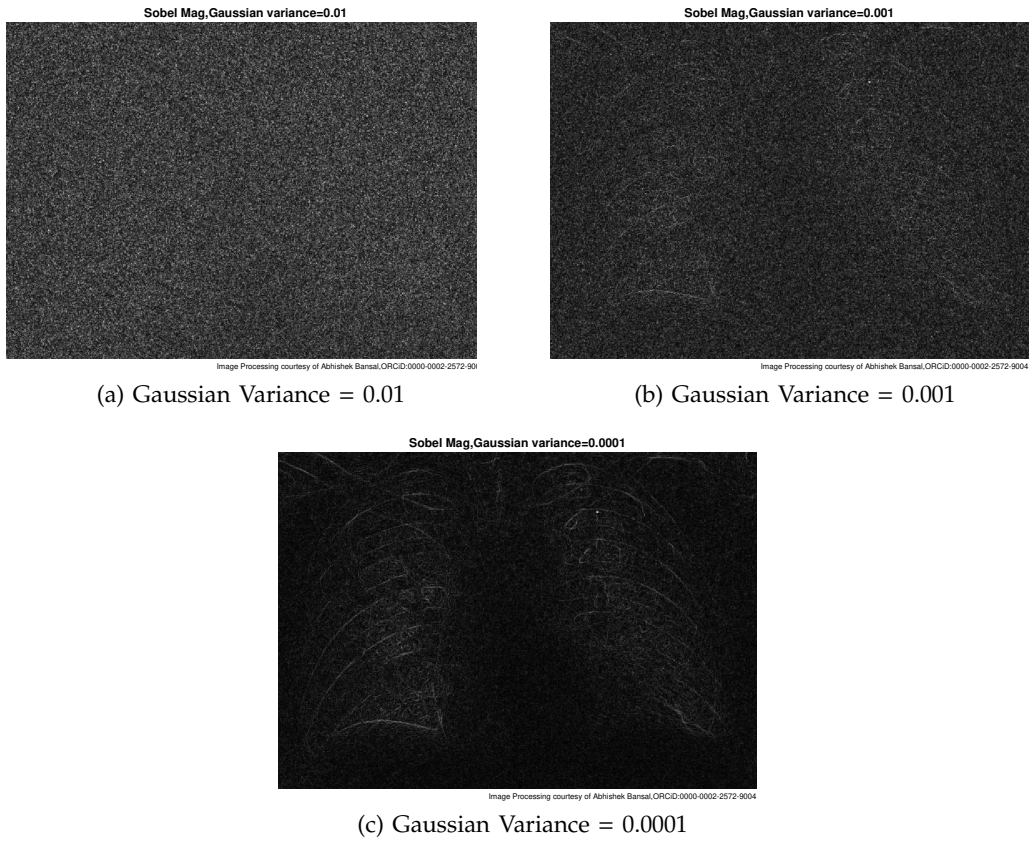 Sobel Mag,Gaussian variance=0.01
Image Processing courtesy of Abhishek Bansal,ORCiD:0000-0002-2572-900
(a) Gaussian Variance = 0.01
Sobel Mag,Gaussian variance=0.001
Image Processing courtesy of Abhishek Bansal,ORCiD:0000-0002-2572-9004
(b) Gaussian Variance = 0.001
Sobel Mag,Gaussian variance=0.0001
Image Processing courtesy of Abhishek Bansal,ORCiD:0000-0002-2572-9004
(c) Gaussian Variance = 0.0001